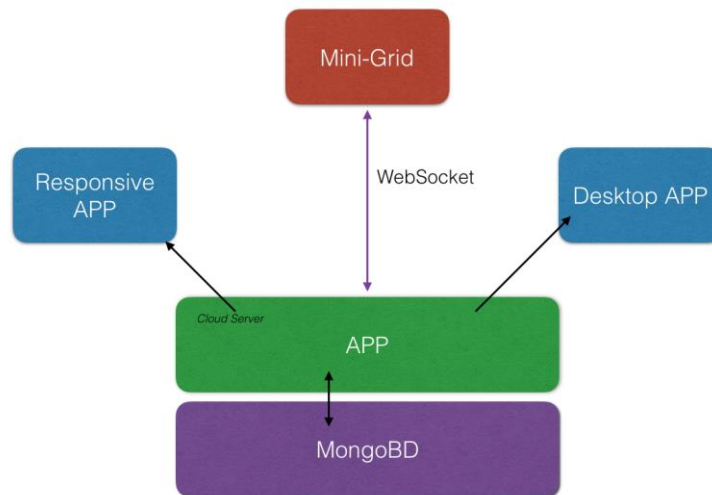 Mini-Grid
Responsive
APP
WebSocket
Desktop APP
Cloud Server
APP
MongoBD